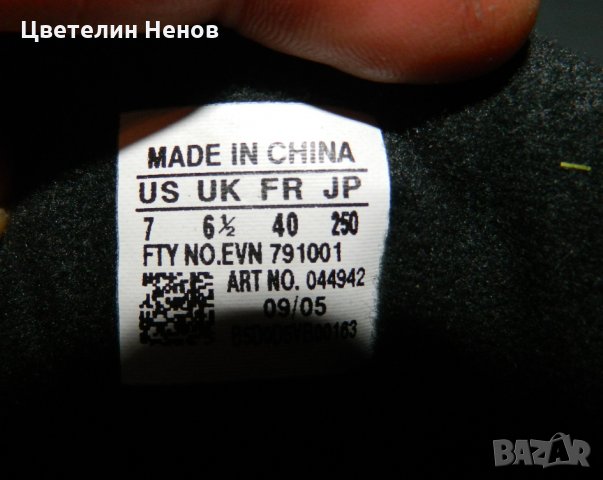 Цветелин Ненов
MADE IN CHINA
US UK FR JP
7 6½ 40 250
FTY NO.EVN 791001
ART NO. 044942
09/05
BAZAR